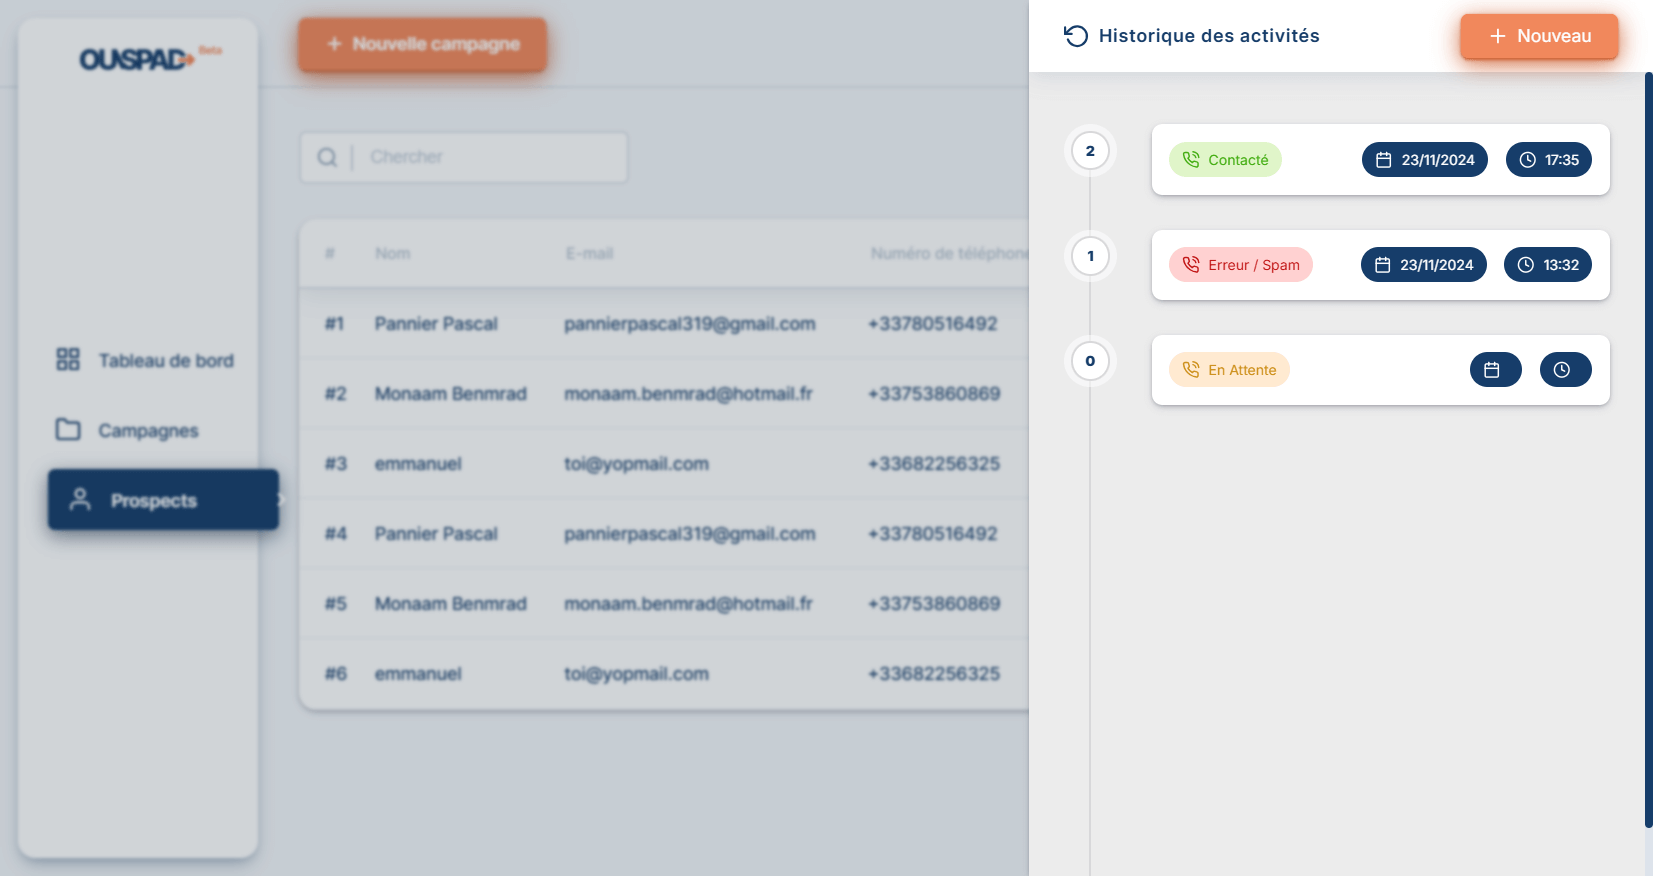 OUSPAD Beta
Tableau de bord
Campagnes
Prospects
+ Nouvelle campagne
Chercher
# Nom E-mail Numéro de téléphone
#1 Pannier Pascal pannierpascal319@gmail.com +33780516492
#2 Monaam Benmrad monaam.benmrad@hotmail.fr +33753860869
#3 emmanuel toi@yopmail.com +33682256325
#4 Pannier Pascal pannierpascal319@gmail.com +33780516492
#5 Monaam Benmrad monaam.benmrad@hotmail.fr +33753860869
#6 emmanuel toi@yopmail.com +33682256325
Historique des activités
+ Nouveau
2 Contacté 23/11/2024 17:35
1 Erreur / Spam 23/11/2024 13:32
0 En Attente